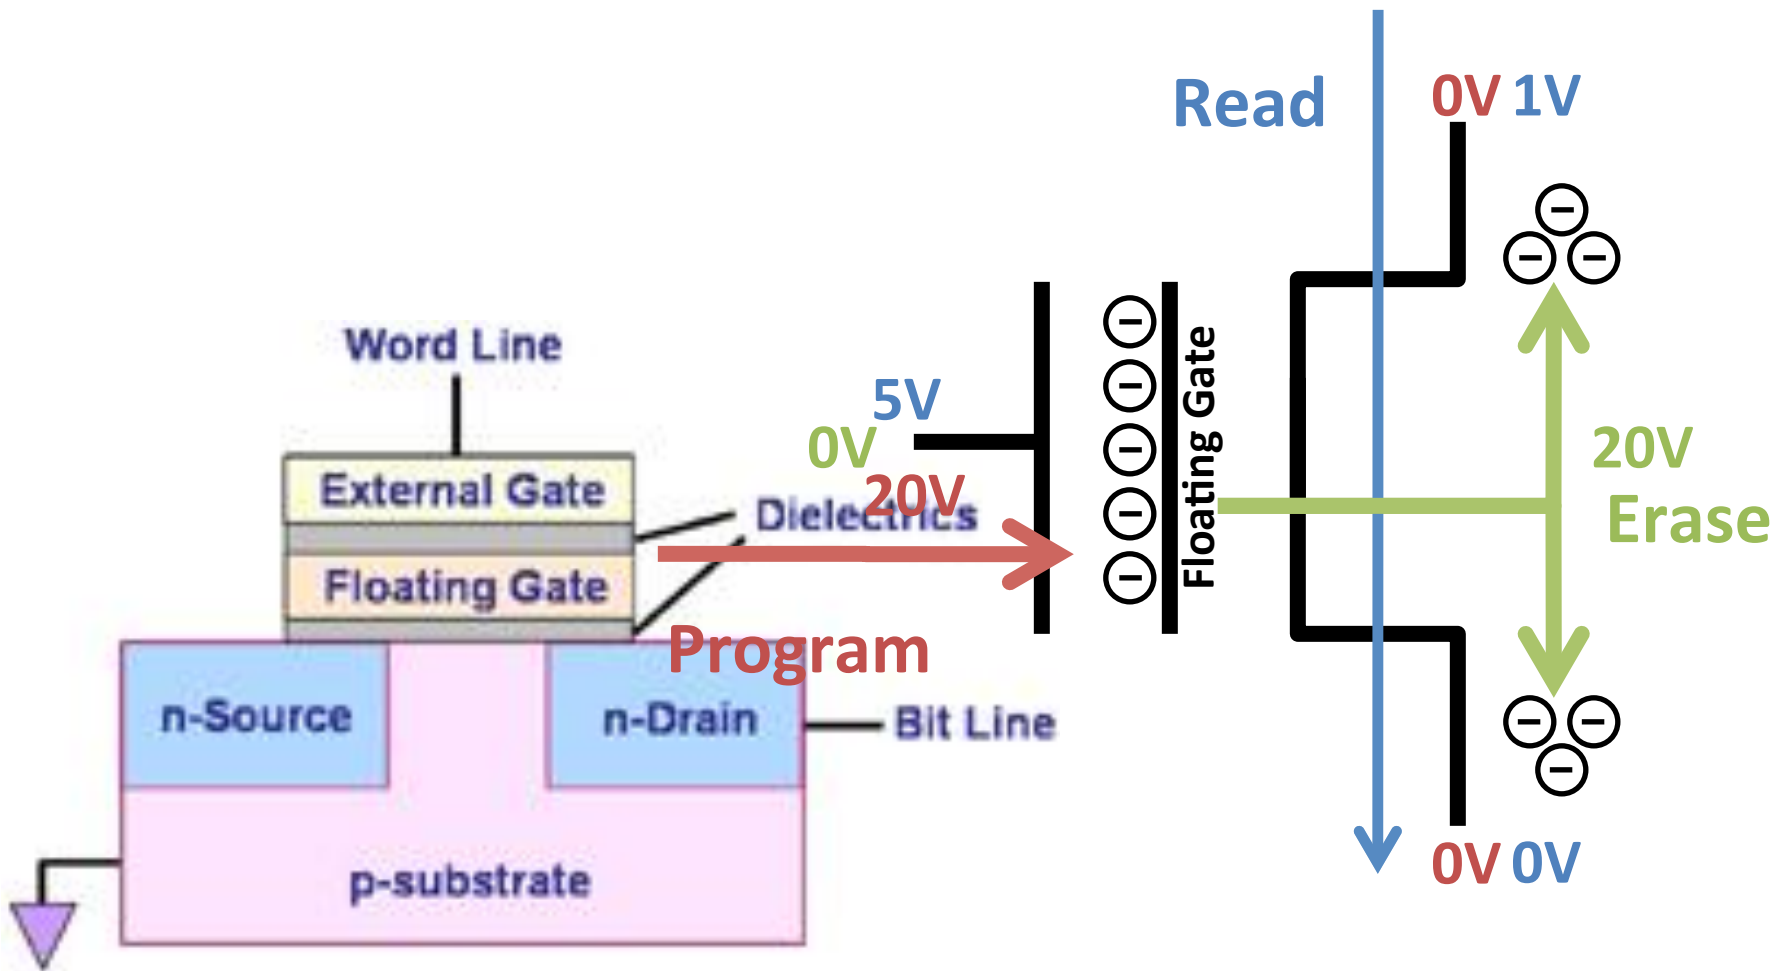 Word Line
External Gate
Dielectrics
Floating Gate
n-Source
n-Drain
Bit Line
p-substrate
Program
5V
0V
20V
Floating Gate
Read
0V 1V
20V
Erase
0V 0V